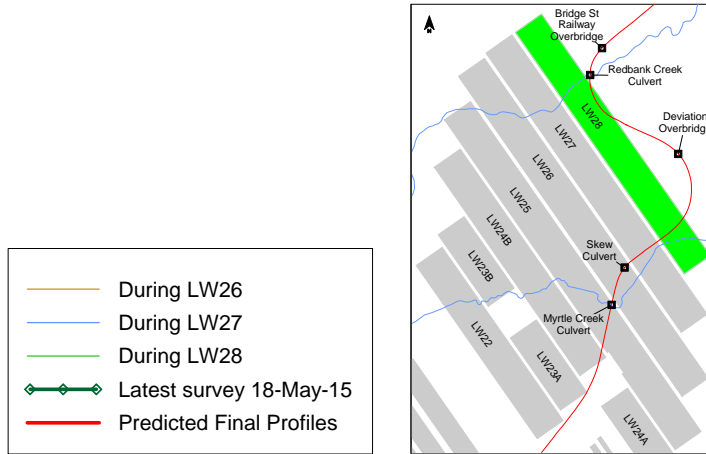 During LW26
During LW27
During LW28
Latest survey 18-May-15
Predicted Final Profiles
N
Bridge St
Railway
Overbridge
Redbank Creek
Culvert
Deviation
Overbridge
LW28
LW27
LW26
LW25
LW24B
LW23B
LW22
Skew
Culvert
Myrtle Creek
Culvert
LW23A
LW24A